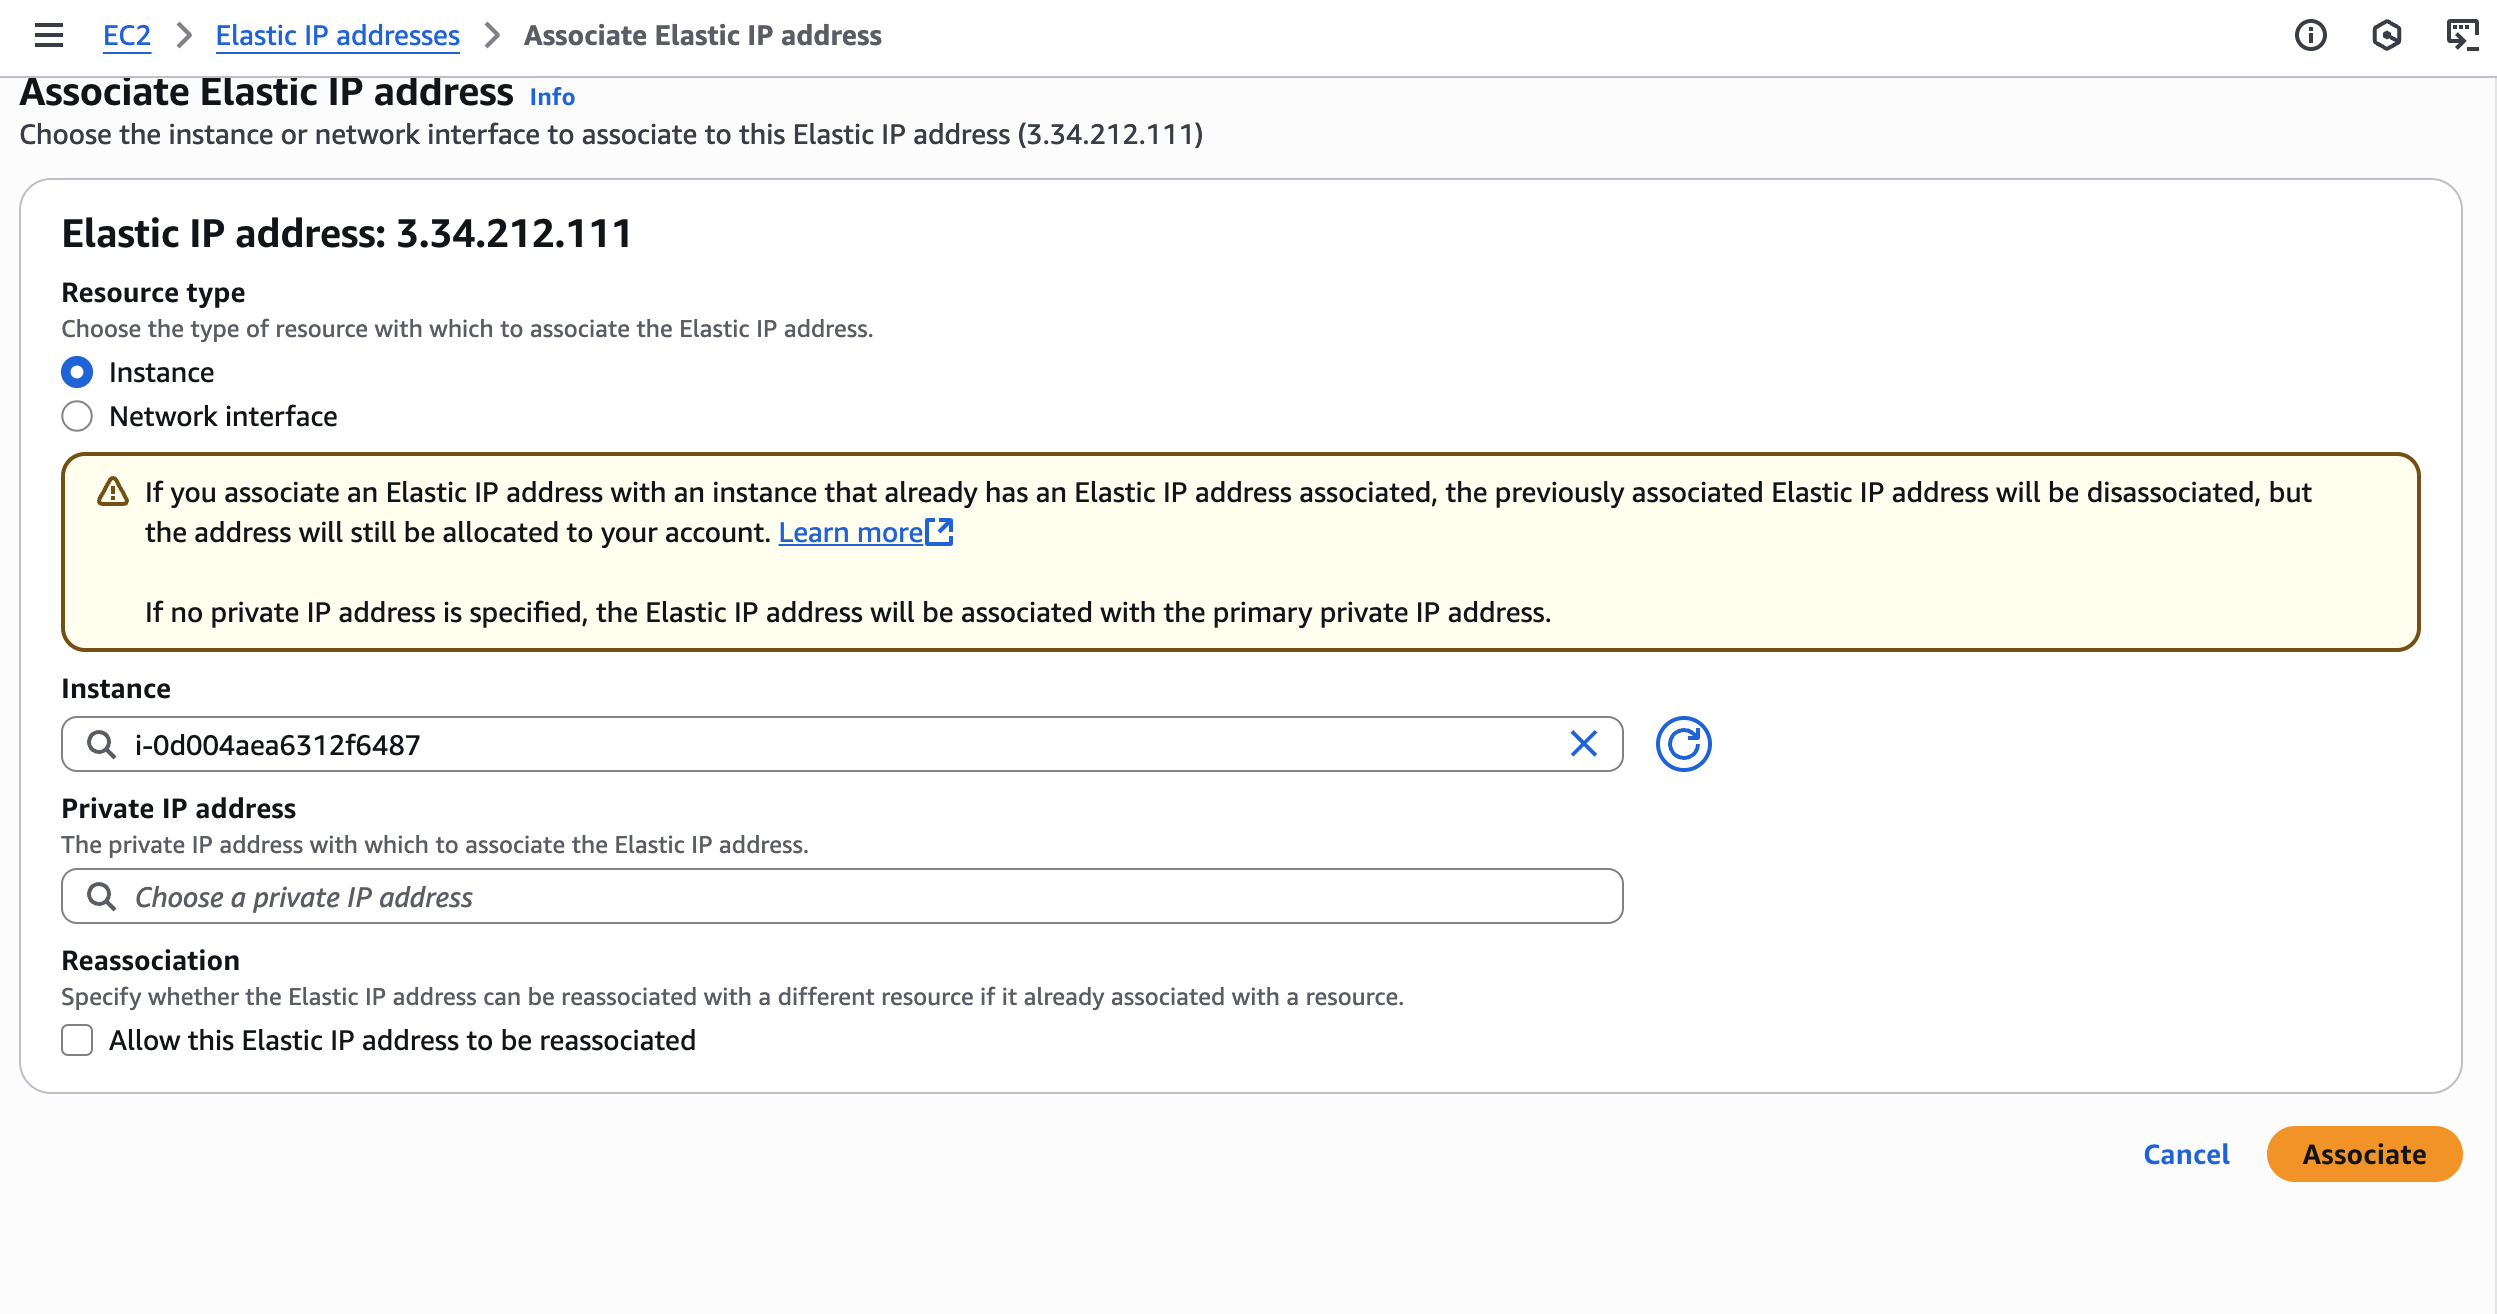 EC2 Elastic IP addresses Associate Elastic IP address
Associate Elastic IP address Info
Choose the instance or network interface to associate to this Elastic IP address (3.34.212.111)
Elastic IP address: 3.34.212.111
Resource type
Choose the type of resource with which to associate the Elastic IP address.
Instance
Network interface
If you associate an Elastic IP address with an instance that already has an Elastic IP address associated, the previously associated Elastic IP address will be disassociated, but
the address will still be allocated to your account. Learn more
If no private IP address is specified, the Elastic IP address will be associated with the primary private IP address.
Instance
i-0d004aea6312f6487
Private IP address
The private IP address with which to associate the Elastic IP address.
Choose a private IP address
Reassociation
Specify whether the Elastic IP address can be reassociated with a different resource if it already associated with a resource.
Allow this Elastic IP address to be reassociated
Cancel Associate